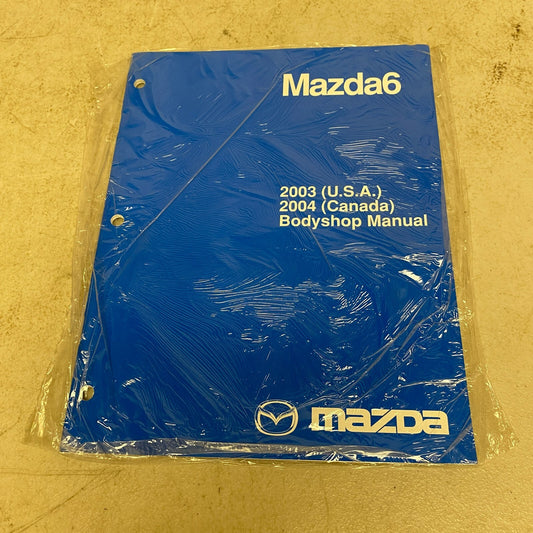 Mazda6
2003 (U.S.A.)
2004 (Canada)
Bodyshop Manual
mazda